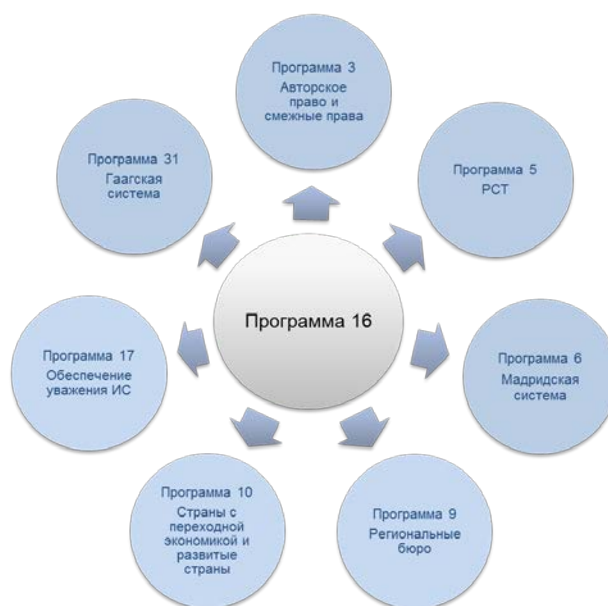 Программа 3
Авторское
право и
смежные права
Программа 31
Гаагская
система
Программа 5
PCT
Программа 16
Программа 17
Обеспечение
уважения ИС
Программа 6
Мадридская
система
Программа 10
Страны с
переходной
экономикой и
развитые
страны
Программа 9
Региональные
бюро